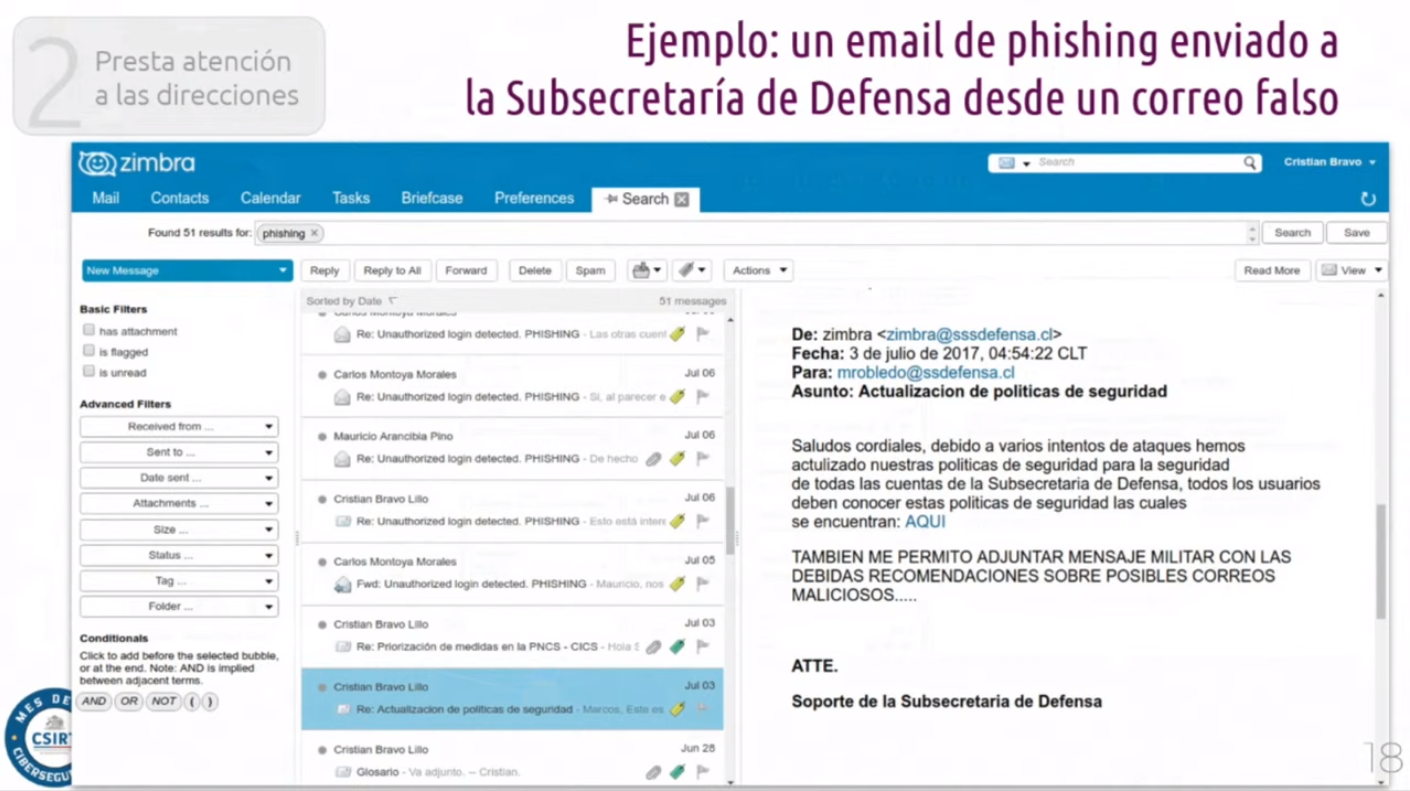 2 Presta atención
a las direcciones
Ejemplo: un email de phishing enviado a
la Subsecretaría de Defensa desde un correo falso
zimbra
Search
Cristian Bravo
Mail Contacts Calendar Tasks Briefcase Preferences Search
Found 51 results for: phishing
Search Save
New Message
Reply Reply to All Forward Delete Spam Actions Read More View
Basic Filters
has attachment
is flagged
is unread
Advanced Filters
Received from ...
Sent to ...
Date sent ...
Attachments ...
Size ...
Status ...
Tag ...
Folder ...
Conditionals
Click to add before the selected bubble,
or at the end. Note: AND is implied
between adjacent terms.
AND OR NOT ( )
Sorted by Date 51 messages
Carlos Montoya Morales
Re: Unauthorized login detected. PHISHING - Las otras cuent
Carlos Montoya Morales Jul 06
Re: Unauthorized login detected. PHISHING - Si, al parecer e
Mauricio Arancibia Pino Jul 06
Re: Unauthorized login detected. PHISHING - De hecho
Cristian Bravo Lillo Jul 06
Re: Unauthorized login detected. PHISHING - Esto está intere
Carlos Montoya Morales Jul 05
Fwd: Unauthorized login detected. PHISHING - Mauricio, nos
Cristian Bravo Lillo Jul 03
Re: Priorización de medidas en la PNCS - CICS - Hola S
Cristian Bravo Lillo Jul 03
Re: Actualizacion de politicas de seguridad - Marcos, Este es
Cristian Bravo Lillo Jun 28
Glosario - Va adjunto. -- Cristian.
De: zimbra <zimbra@sssdefensa.cl>
Fecha: 3 de julio de 2017, 04:54:22 CLT
Para: mrobledo@ssdefensa.cl
Asunto: Actualizacion de politicas de seguridad
Saludos cordiales, debido a varios intentos de ataques hemos
actulizado nuestras politicas de seguridad para la seguridad
de todas las cuentas de la Subsecretaria de Defensa, todos los usuarios
deben conocer estas politicas de seguridad las cuales
se encuentran: AQUI
TAMBIEN ME PERMITO ADJUNTAR MENSAJE MILITAR CON LAS
DEBIDAS RECOMENDACIONES SOBRE POSIBLES CORREOS
MALICIOSOS.....
ATTE.
Soporte de la Subsecretaria de Defensa
MES DE
CSIR
CIBERSEGU
18